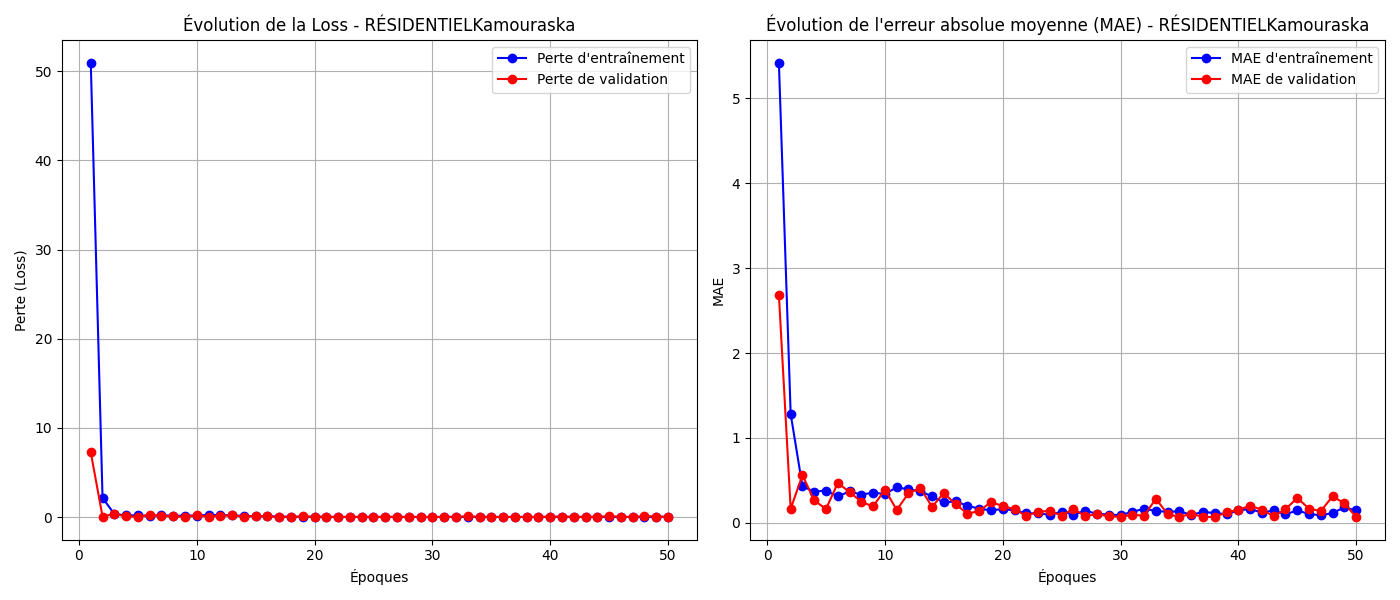 Évolution de la Loss - RÉSIDENTIELKamouraska
Perte d'entraînement
Perte de validation
50
40
30
20
10
0
Perte (Loss)
0
10
20
30
40
50
Époques
Évolution de l'erreur absolue moyenne (MAE) - RÉSIDENTIELKamouraska
MAE d'entraînement
MAE de validation
5
4
3
2
1
0
MAE
0
10
20
30
40
50
Époques